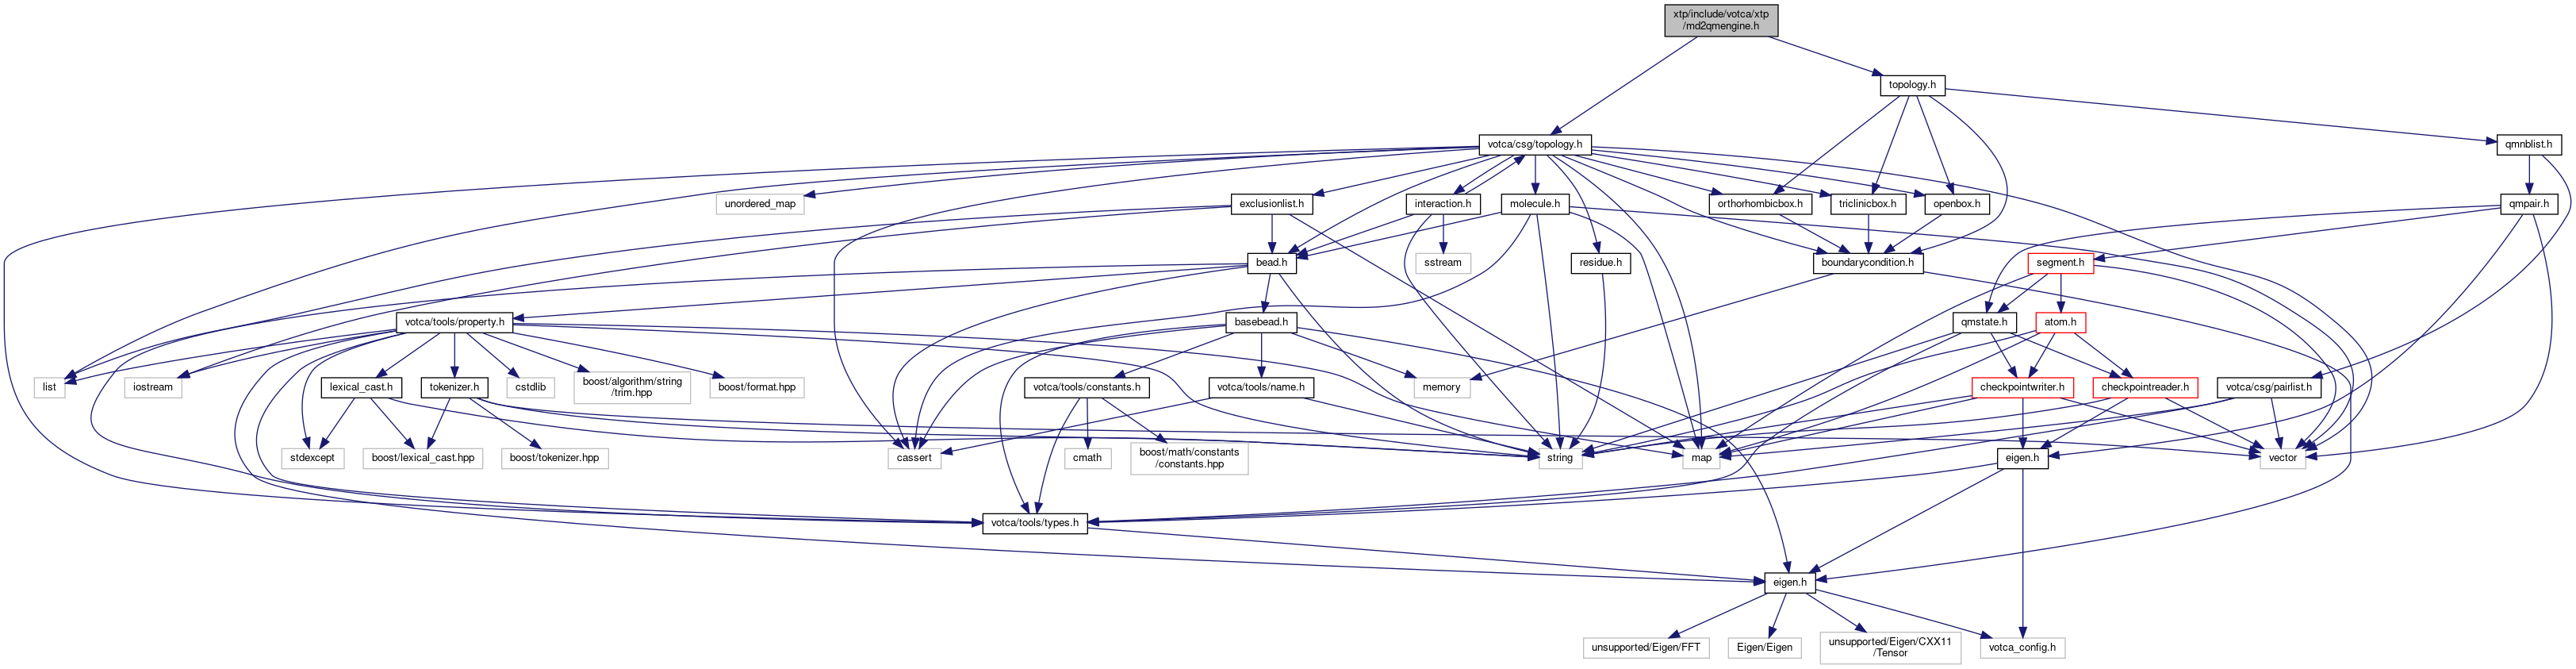 xtp/include/votca/xtp
/md2qmengine.h
topology.h
votca/csg/topology.h
qmnblist.h
unordered_map
exclusionlist.h
interaction.h
molecule.h
orthorhombicbox.h
triclinicbox.h
openbox.h
qmpair.h
bead.h
sstream
residue.h
boundarycondition.h
segment.h
votca/tools/property.h
basebead.h
qmstate.h
atom.h
list
iostream
lexical_cast.h
tokenizer.h
cstdlib
boost/algorithm/string
/trim.hpp
boost/format.hpp
votca/tools/constants.h
votca/tools/name.h
memory
checkpointwriter.h
checkpointreader.h
votca/csg/pairlist.h
stdexcept
boost/lexical_cast.hpp
boost/tokenizer.hpp
cassert
cmath
boost/math/constants
/constants.hpp
string
map
eigen.h
vector
votca/tools/types.h
eigen.h
unsupported/Eigen/FFT
Eigen/Eigen
unsupported/Eigen/CXX11
/Tensor
votca_config.h